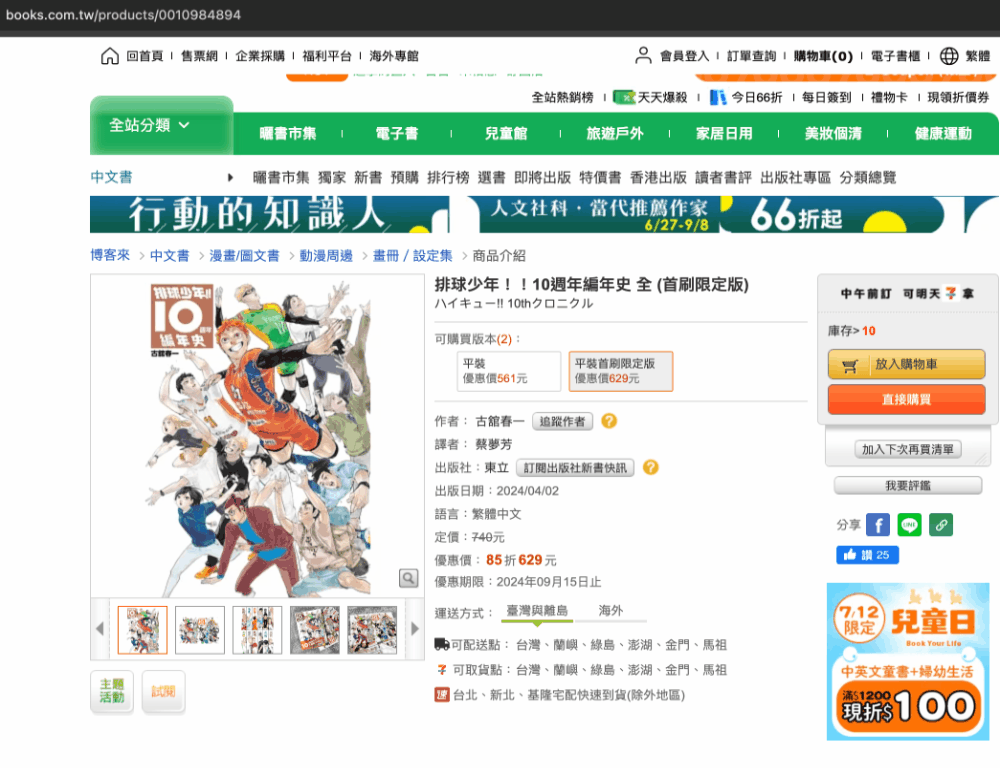 books.com.tw/products/0010984894
回首頁 售票網 企業採購 福利平台 海外專館
會員登入 訂單查詢 購物車(0) 電子書櫃 繁體
全站熱銷榜 天天爆殺 今日66折 每日簽到 禮物卡 現領折價券
全站分類
曬書市集 電子書 兒童館 旅遊戶外 家居日用 美妝個清 健康運動
中文書
曬書市集 獨家 新書 預購 排行榜 選書 即將出版 特價書 香港出版 讀者書評 出版社專區 分類總覽
行動的知識人
人文社科・當代推薦作家
6/27-9/8
66折起
博客來 > 中文書 > 漫畫/圖文書 > 動漫周邊 > 畫冊 / 設定集 > 商品介紹
排球少年!!
10週年
編年史
古舘春一
排球少年!!10週年編年史 全 (首刷限定版)
ハイキュー!! 10thクロニクル
可購買版本(2):
平裝
優惠價561元
平裝首刷限定版
優惠價629元
作者: 古舘春一 追蹤作者
譯者: 蔡夢芳
出版社:東立 訂閱出版社新書快訊
出版日期:2024/04/02
語言:繁體中文
定價:740元
優惠價: 85折629元
優惠期限:2024年09月15日止
運送方式: 臺灣與離島 海外
可配送點: 台灣、蘭嶼、綠島、澎湖、金門、馬祖
可取貨點:台灣、蘭嶼、綠島、澎湖、金門、馬祖
速 台北、新北、基隆宅配快速到貨(除外地區)
主題
活動
試閱
中午前訂 可明天 拿
庫存> 10
放入購物車
直接購買
加入下次再買清單
我要評鑑
分享
讚 25
7/12
限定
兒童日
Book Your Life
中英文童書+婦幼生活
滿$1200
現折$100